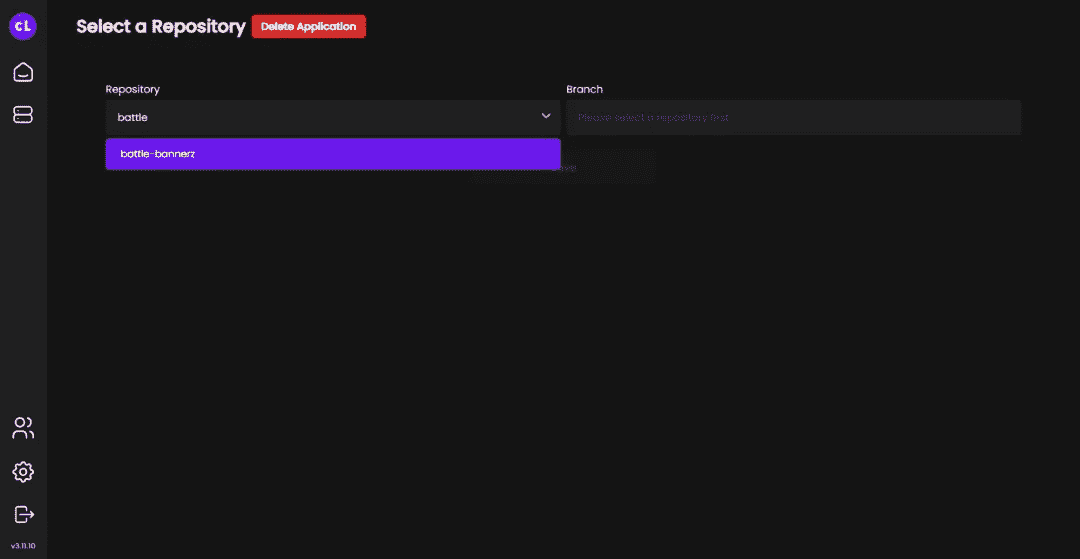 cL
Select a Repository
Delete Application
Repository
Branch
battle
Please select a repository first
battle-bannerz
v3.11.10